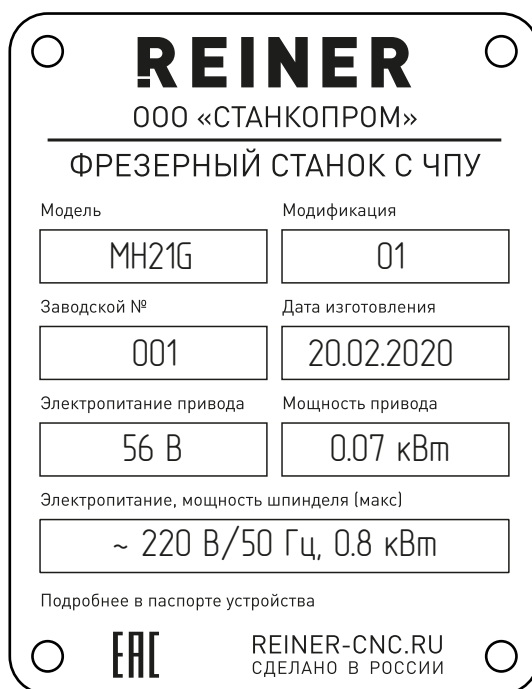 REINER
ООО «СТАНКОПРОМ»
ФРЕЗЕРНЫЙ СТАНОК С ЧПУ
Модель Модификация
MH21G 01
Заводской № Дата изготовления
001 20.02.2020
Электропитание привода Мощность привода
56 В 0.07 кВт
Электропитание, мощность шпинделя (макс)
~ 220 В/50 Гц, 0.8 кВт
Подробнее в паспорте устройства
ЕАС REINER-CNC.RU
СДЕЛАНО В РОССИИ